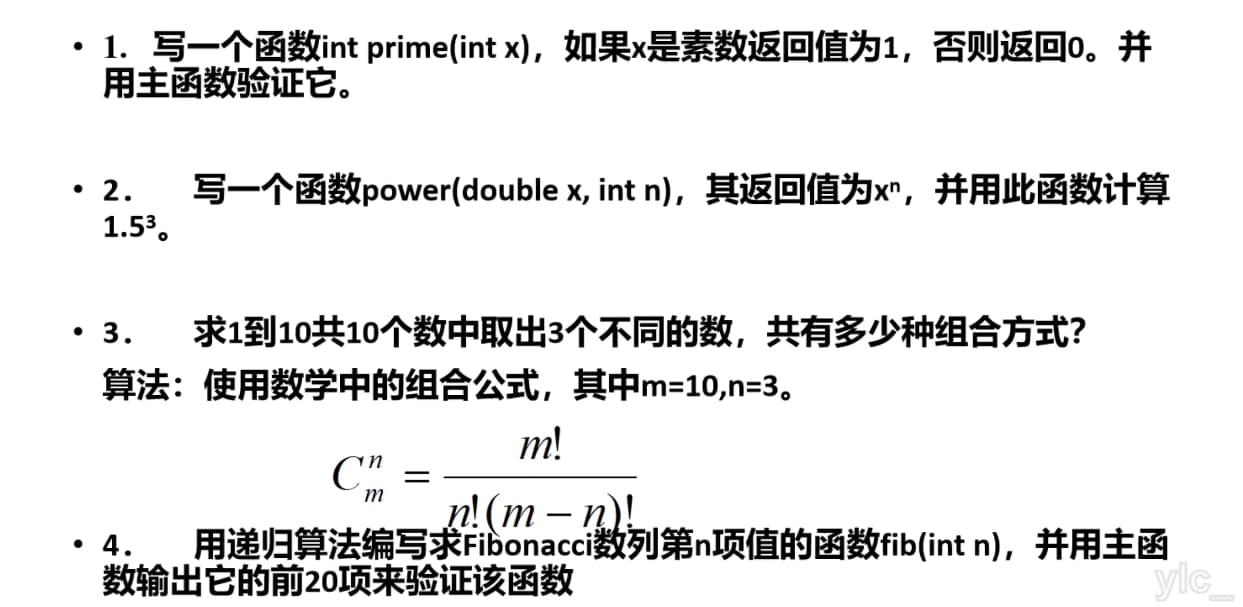 • 1. 写一个函数int prime(int x)，如果x是素数返回值为1，否则返回0。并
用主函数验证它。
• 2. 写一个函数power(double x, int n)，其返回值为xⁿ，并用此函数计算
1.5³。
• 3. 求1到10共10个数中取出3个不同的数，共有多少种组合方式？
算法：使用数学中的组合公式，其中m=10,n=3。
C_m^n = m! / n!(m − n)!
• 4. 用递归算法编写求Fibonacci数列第n项值的函数fib(int n)，并用主函
数输出它的前20项来验证该函数
ylc_